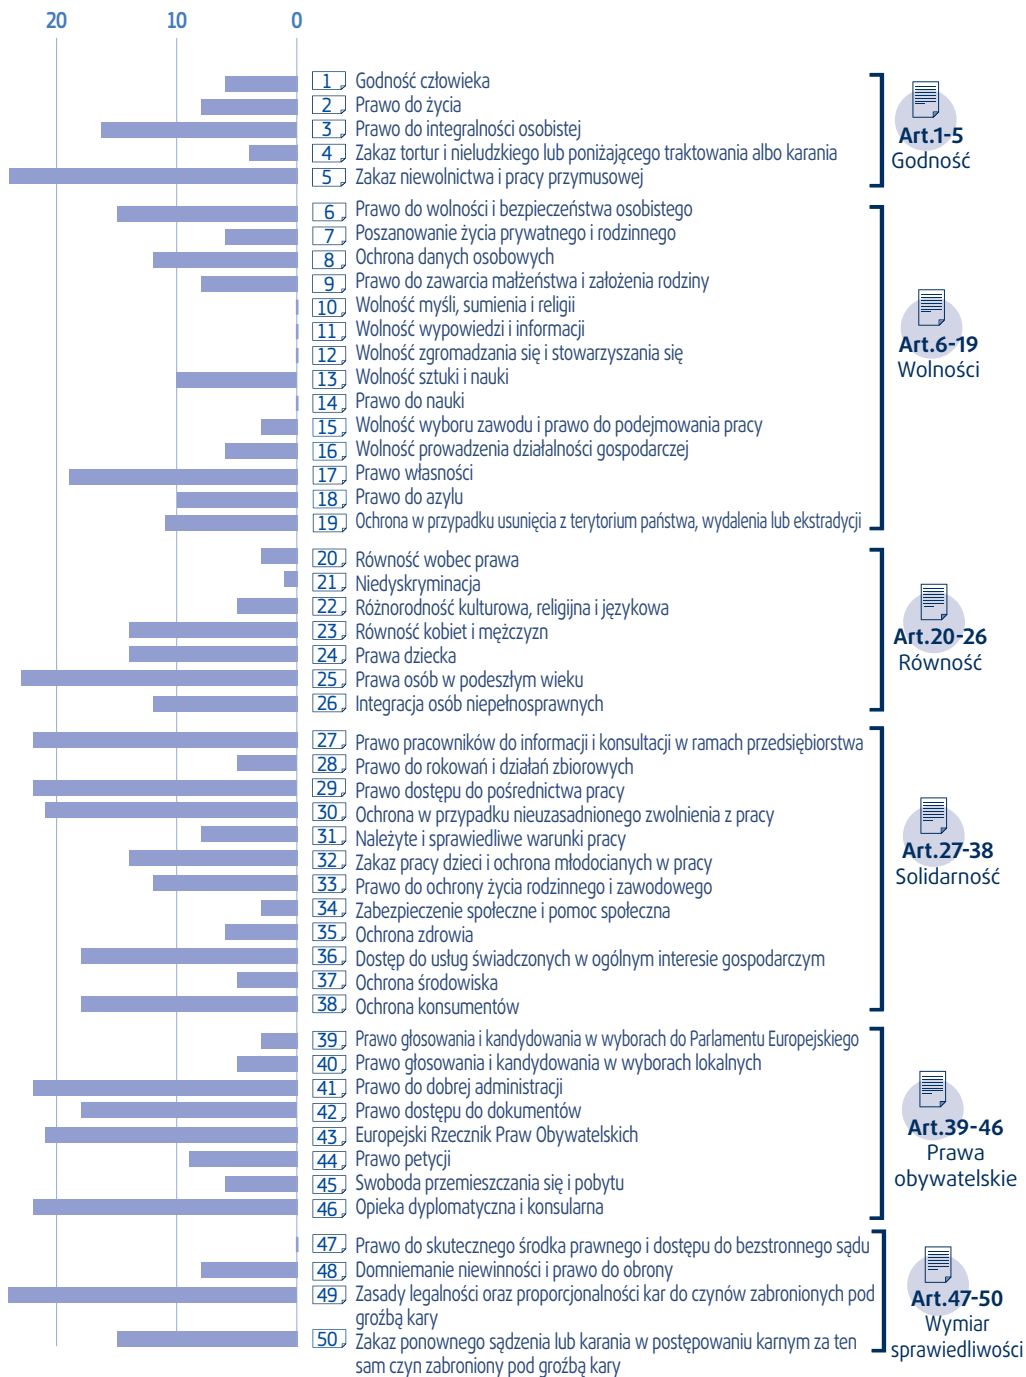 20 10 0
1 Godność człowieka
2 Prawo do życia
3 Prawo do integralności osobistej
4 Zakaz tortur i nieludzkiego lub poniżającego traktowania albo karania
5 Zakaz niewolnictwa i pracy przymusowej
Art.1-5
Godność
6 Prawo do wolności i bezpieczeństwa osobistego
7 Poszanowanie życia prywatnego i rodzinnego
8 Ochrona danych osobowych
9 Prawo do zawarcia małżeństwa i założenia rodziny
10 Wolność myśli, sumienia i religii
11 Wolność wypowiedzi i informacji
12 Wolność zgromadzania się i stowarzyszania się
13 Wolność sztuki i nauki
14 Prawo do nauki
15 Wolność wyboru zawodu i prawo do podejmowania pracy
16 Wolność prowadzenia działalności gospodarczej
17 Prawo własności
18 Prawo do azylu
19 Ochrona w przypadku usunięcia z terytorium państwa, wydalenia lub ekstradycji
Art.6-19
Wolności
20 Równość wobec prawa
21 Niedyskryminacja
22 Różnorodność kulturowa, religijna i językowa
23 Równość kobiet i mężczyzn
24 Prawa dziecka
25 Prawa osób w podeszłym wieku
26 Integracja osób niepełnosprawnych
Art.20-26
Równość
27 Prawo pracowników do informacji i konsultacji w ramach przedsiębiorstwa
28 Prawo do rokowań i działań zbiorowych
29 Prawo dostępu do pośrednictwa pracy
30 Ochrona w przypadku nieuzasadnionego zwolnienia z pracy
31 Należyte i sprawiedliwe warunki pracy
32 Zakaz pracy dzieci i ochrona młodocianych w pracy
33 Prawo do ochrony życia rodzinnego i zawodowego
34 Zabezpieczenie społeczne i pomoc społeczna
35 Ochrona zdrowia
36 Dostęp do usług świadczonych w ogólnym interesie gospodarczym
37 Ochrona środowiska
38 Ochrona konsumentów
Art.27-38
Solidarność
39 Prawo głosowania i kandydowania w wyborach do Parlamentu Europejskiego
40 Prawo głosowania i kandydowania w wyborach lokalnych
41 Prawo do dobrej administracji
42 Prawo dostępu do dokumentów
43 Europejski Rzecznik Praw Obywatelskich
44 Prawo petycji
45 Swoboda przemieszczania się i pobytu
46 Opieka dyplomatyczna i konsularna
Art.39-46
Prawa
obywatelskie
47 Prawo do skutecznego środka prawnego i dostępu do bezstronnego sądu
48 Domniemanie niewinności i prawo do obrony
49 Zasady legalności oraz proporcjonalności kar do czynów zabronionych pod
groźbą kary
50 Zakaz ponownego sądzenia lub karania w postępowaniu karnym za ten
sam czyn zabroniony pod groźbą kary
Art.47-50
Wymiar
sprawiedliwości